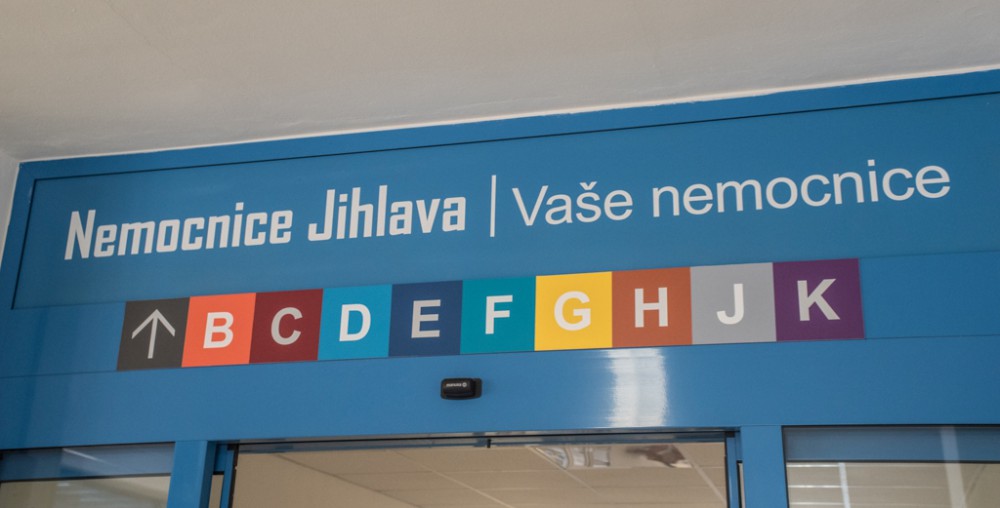 Nemocnice Jihlava | Vaše nemocnice
↑ B C D E F G H J K